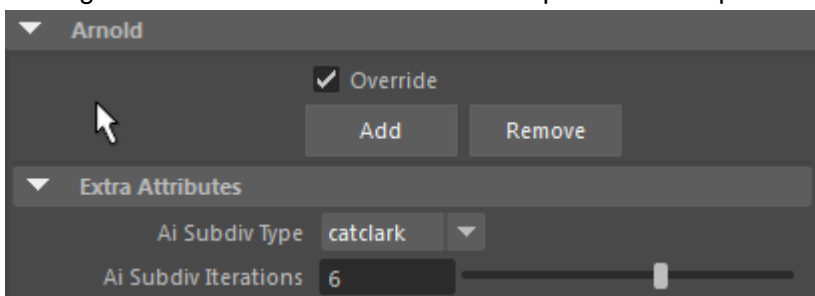 Arnold
Override
Add Remove
Extra Attributes
Ai Subdiv Type catclark
Ai Subdiv Iterations 6